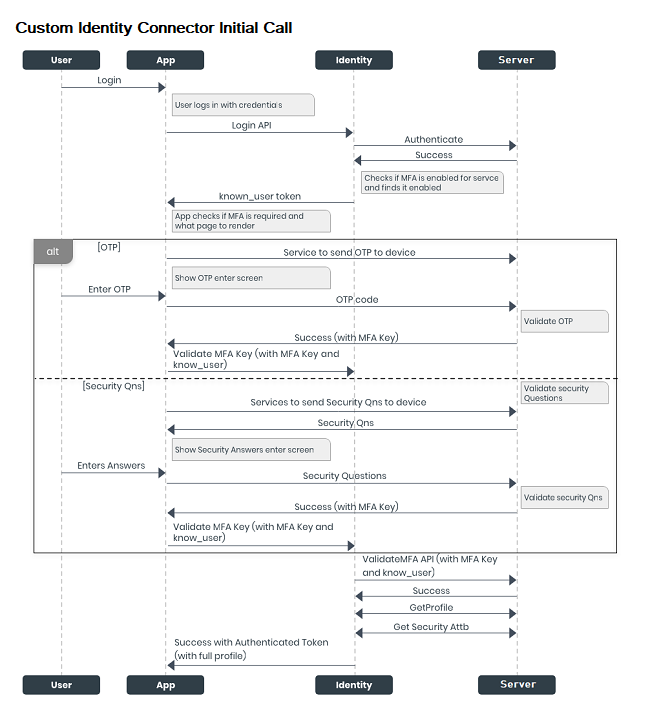 Custom Identity Connector Initial Call
User App Identity Server
Login
User logs in with credentials
Login API
Authenticate
Success
Checks if MFA is enabled for servce
and finds it enabled
known_user token
App checks if MFA is required and
what page to render
alt [OTP]
Service to send OTP to device
Show OTP enter screen
Enter OTP
OTP code
Validate OTP
Success (with MFA Key)
Validate MFA Key (with MFA Key and
know_user)
[Security Qns]
Validate security
Questions
Services to send Security Qns to device
Security Qns
Show Security Answers enter screen
Enters Answers
Security Questions
Validate security Qns
Success (with MFA Key)
Validate MFA Key (with MFA Key and
know_user)
ValidateMFA API (with MFA Key
and know_user)
Success
GetProfile
Get Security Attb
Success with Authenticated Token
(with full profile)
User App Identity Server